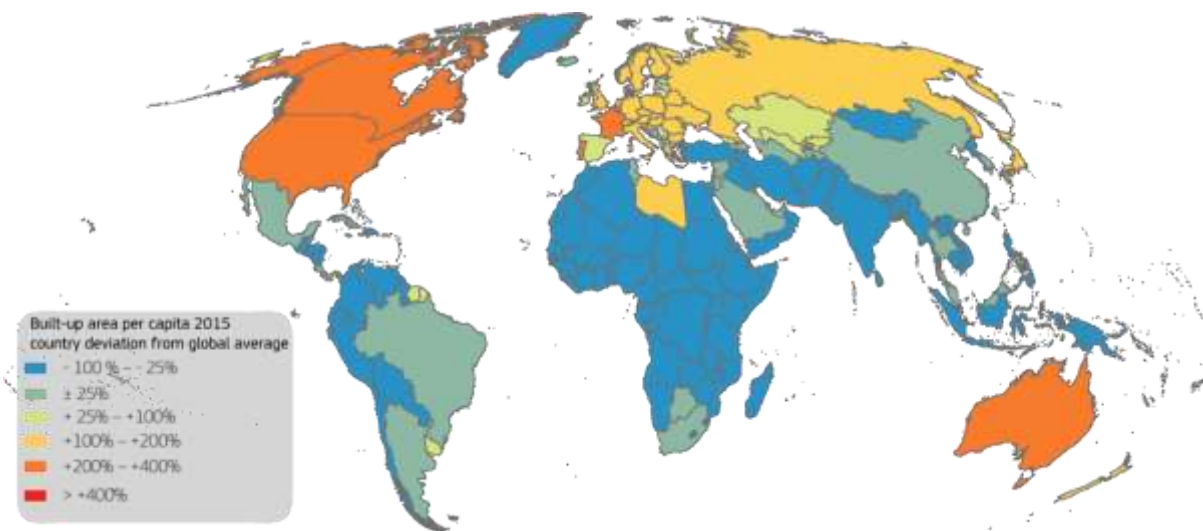 Built-up area per capita 2015
country deviation from global average
- 100 % – - 25%
± 25%
+ 25% – +100%
+100% – +200%
+200% – +400%
> +400%